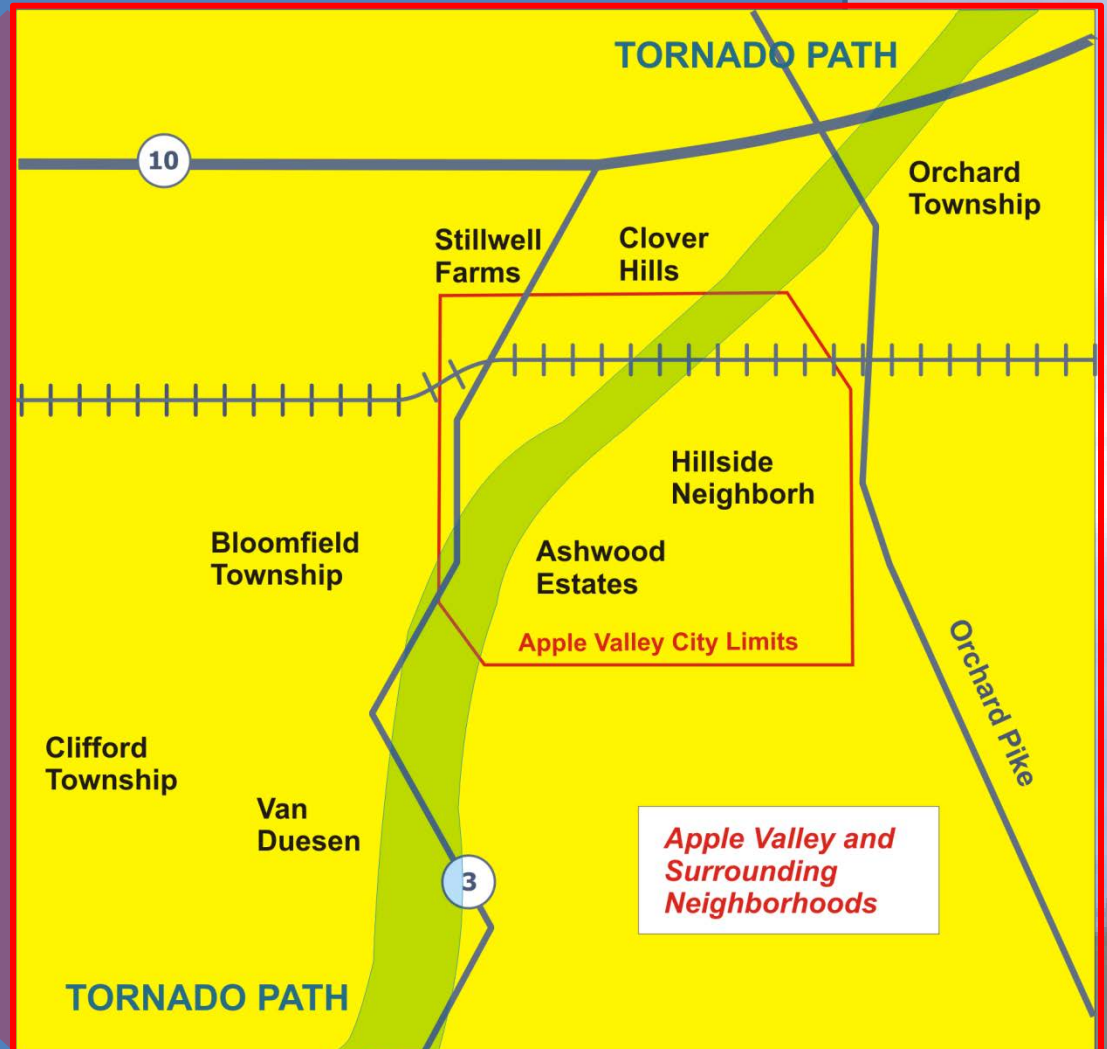 TORNADO PATH
10
Orchard
Township
Stillwell
Farms
Clover
Hills
Hillside
Neighborh
Bloomfield
Township
Ashwood
Estates
Apple Valley City Limits
Orchard Pike
Clifford
Township
Van
Duesen
3
Apple Valley and
Surrounding
Neighborhoods
TORNADO PATH